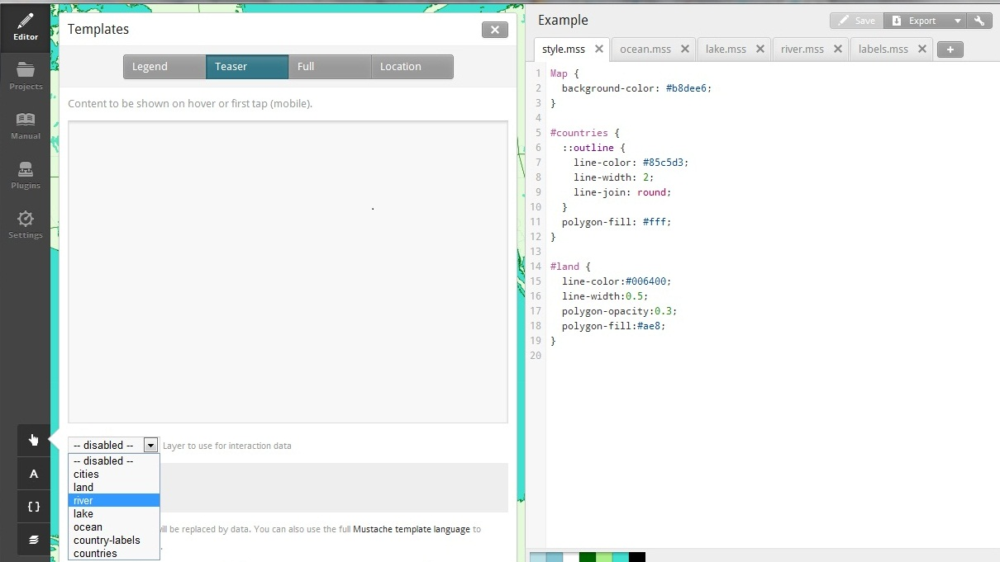 Editor
Projects
Manual
Plugins
Settings
A
{ }
Templates
Legend Teaser Full Location
Content to be shown on hover or first tap (mobile).
-- disabled -- Layer to use for interaction data
-- disabled --
cities
land
river
lake
ocean
country-labels
countries
will be replaced by data. You can also use the full Mustache template language to
Example
Save Export
style.mss ocean.mss lake.mss river.mss labels.mss +
1 Map {
2 background-color: #b8dee6;
3 }
4
5 #countries {
6 ::outline {
7 line-color: #85c5d3;
8 line-width: 2;
9 line-join: round;
10 }
11 polygon-fill: #fff;
12 }
13
14 #land {
15 line-color:#006400;
16 line-width:0.5;
17 polygon-opacity:0.3;
18 polygon-fill:#ae8;
19 }
20